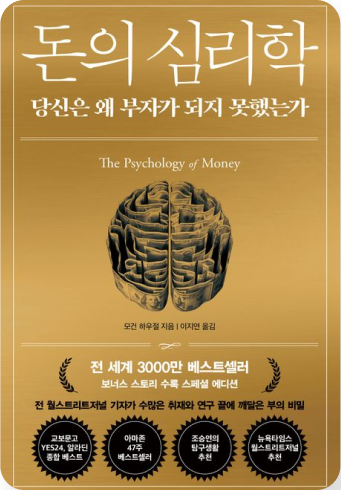 돈의 심리학
당신은 왜 부자가 되지 못했는가
The Psychology of Money
모건 하우절 지음 | 이지연 옮김
전 세계 3000만 베스트셀러
보너스 스토리 수록 스페셜 에디션
전 월스트리트저널 기자가 수많은 취재와 연구 끝에 깨달은 부의 비밀
교보문고
YES24, 알라딘
종합 베스트
아마존
47주
베스트셀러
조승연의
탐구생활
추천
뉴욕타임스
월스트리트저널
추천